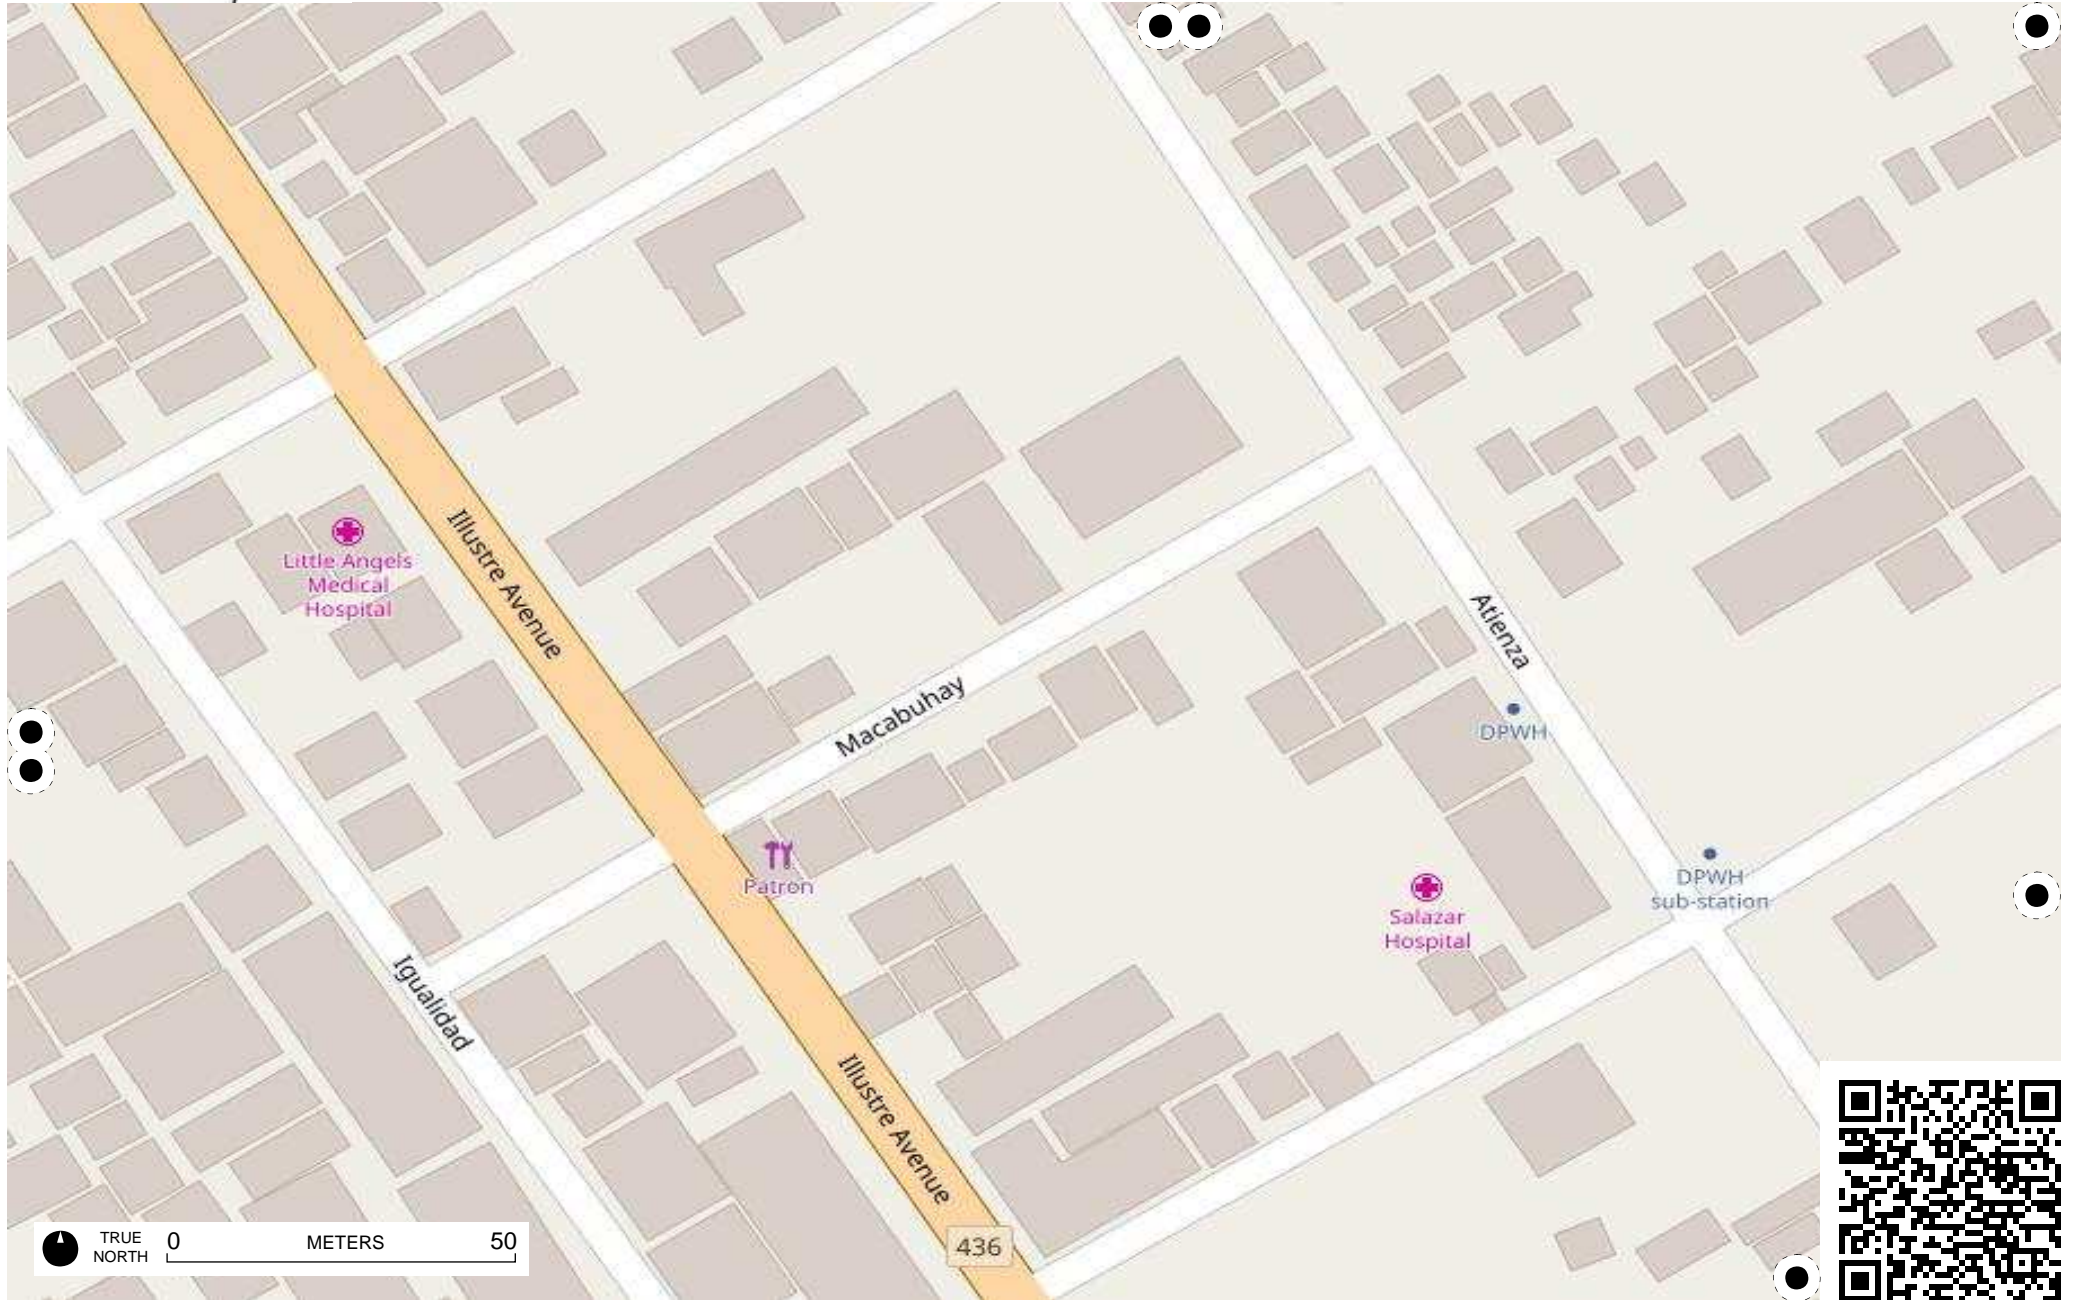 Illustre Avenue
Little Angels
Medical
Hospital
Atienza
Macabuhay
DPWH
Patron
DPWH
sub-station
Salazar
Hospital
Igualidad
Illustre Avenue
436
TRUE
NORTH
0 METERS 50